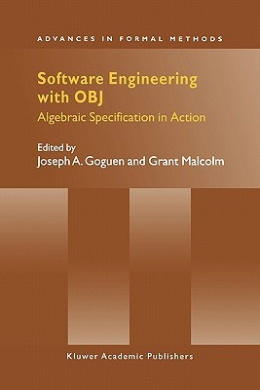 ADVANCES IN FORMAL METHODS
Software Engineering
with OBJ
Algebraic Specification in Action
Edited by
Joseph A. Goguen and Grant Malcolm
Kluwer Academic Publishers